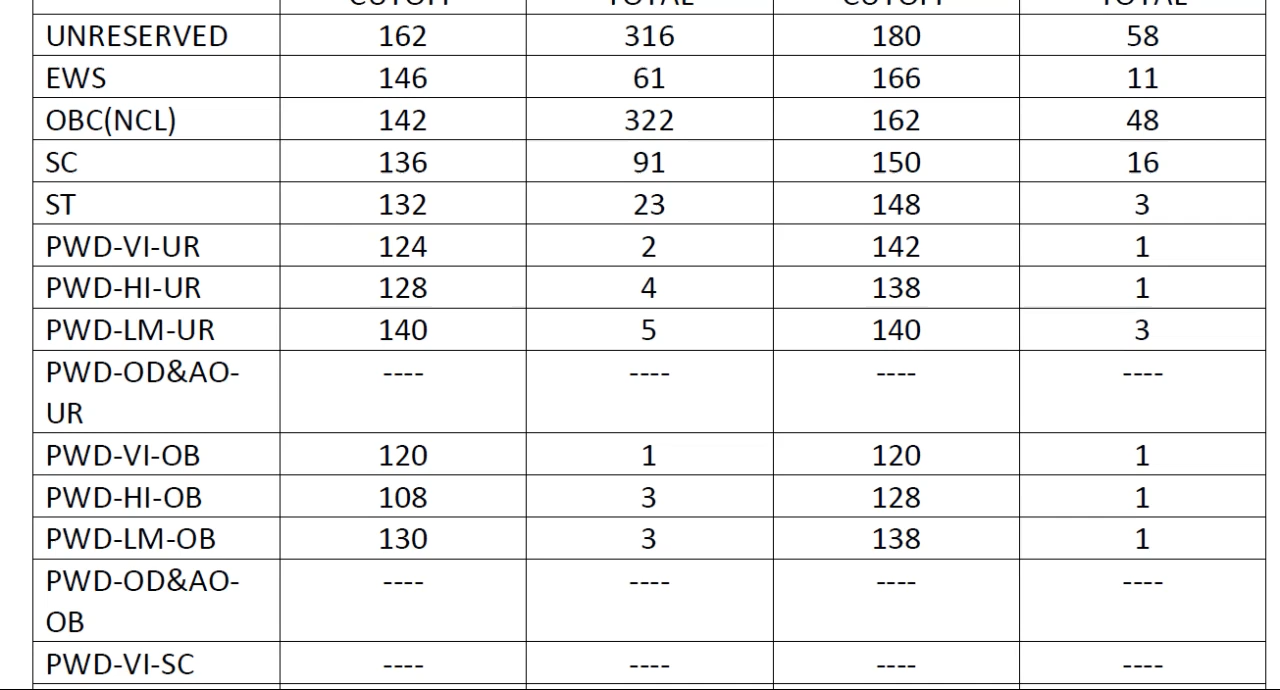 CUTOFF TOTAL CUTOFF TOTAL
UNRESERVED 162 316 180 58
EWS 146 61 166 11
OBC(NCL) 142 322 162 48
SC 136 91 150 16
ST 132 23 148 3
PWD-VI-UR 124 2 142 1
PWD-HI-UR 128 4 138 1
PWD-LM-UR 140 5 140 3
PWD-OD&AO- ---- ---- ---- ----
UR
PWD-VI-OB 120 1 120 1
PWD-HI-OB 108 3 128 1
PWD-LM-OB 130 3 138 1
PWD-OD&AO- ---- ---- ---- ----
OB
PWD-VI-SC ---- ---- ---- ----